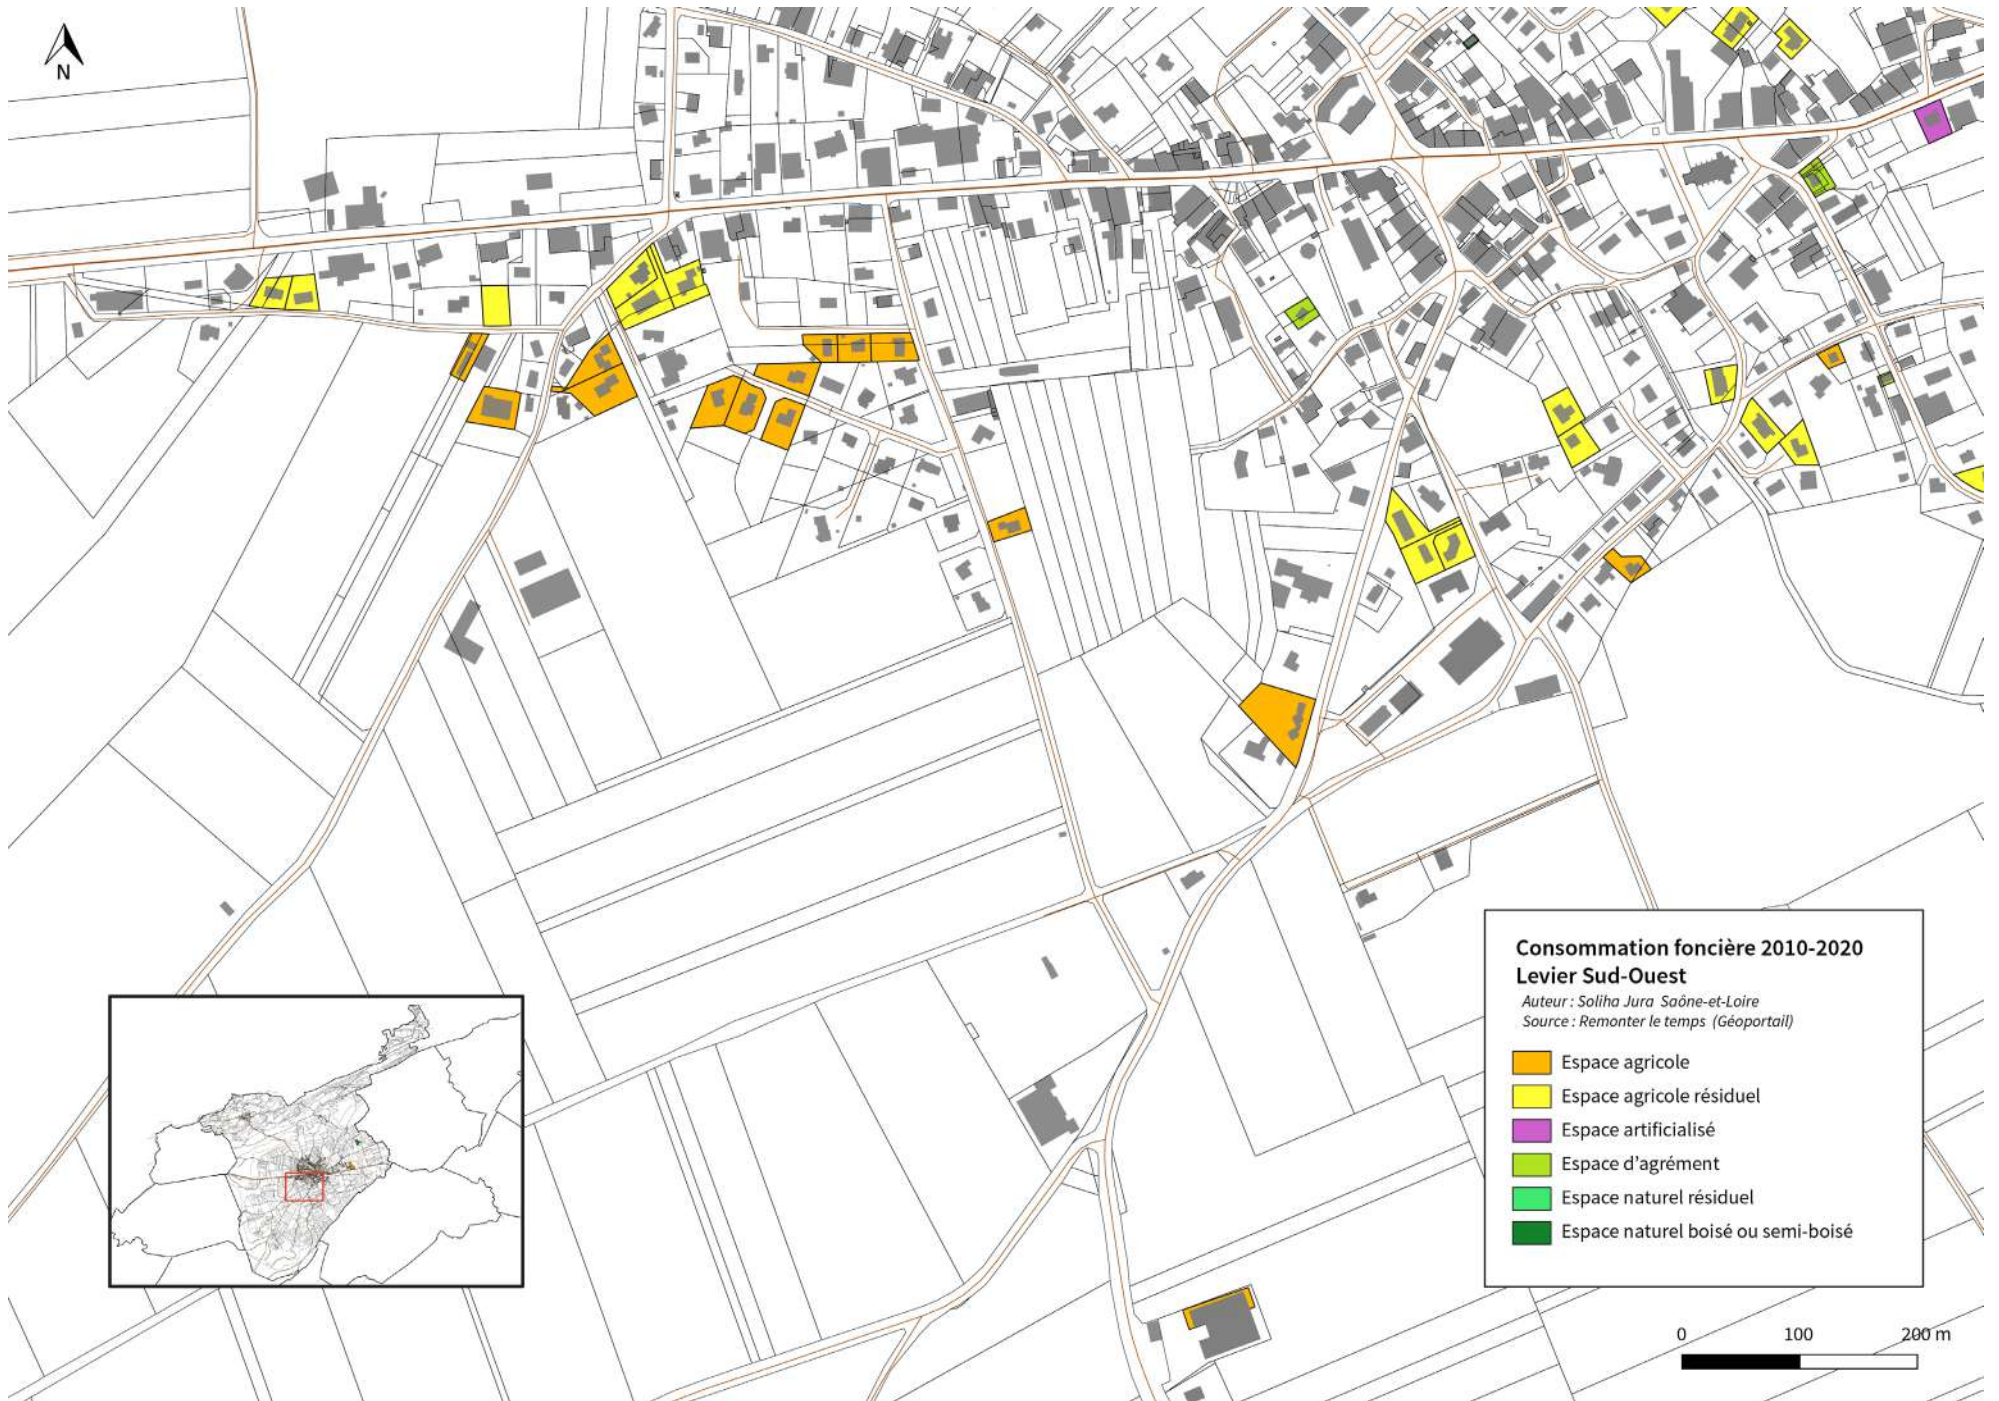 N
Consommation foncière 2010-2020
Levier Sud-Ouest
Auteur : Soliha Jura Saône-et-Loire
Source : Remonter le temps (Géoportail)
Espace agricole
Espace agricole résiduel
Espace artificialisé
Espace d'agrément
Espace naturel résiduel
Espace naturel boisé ou semi-boisé
0 100 200 m